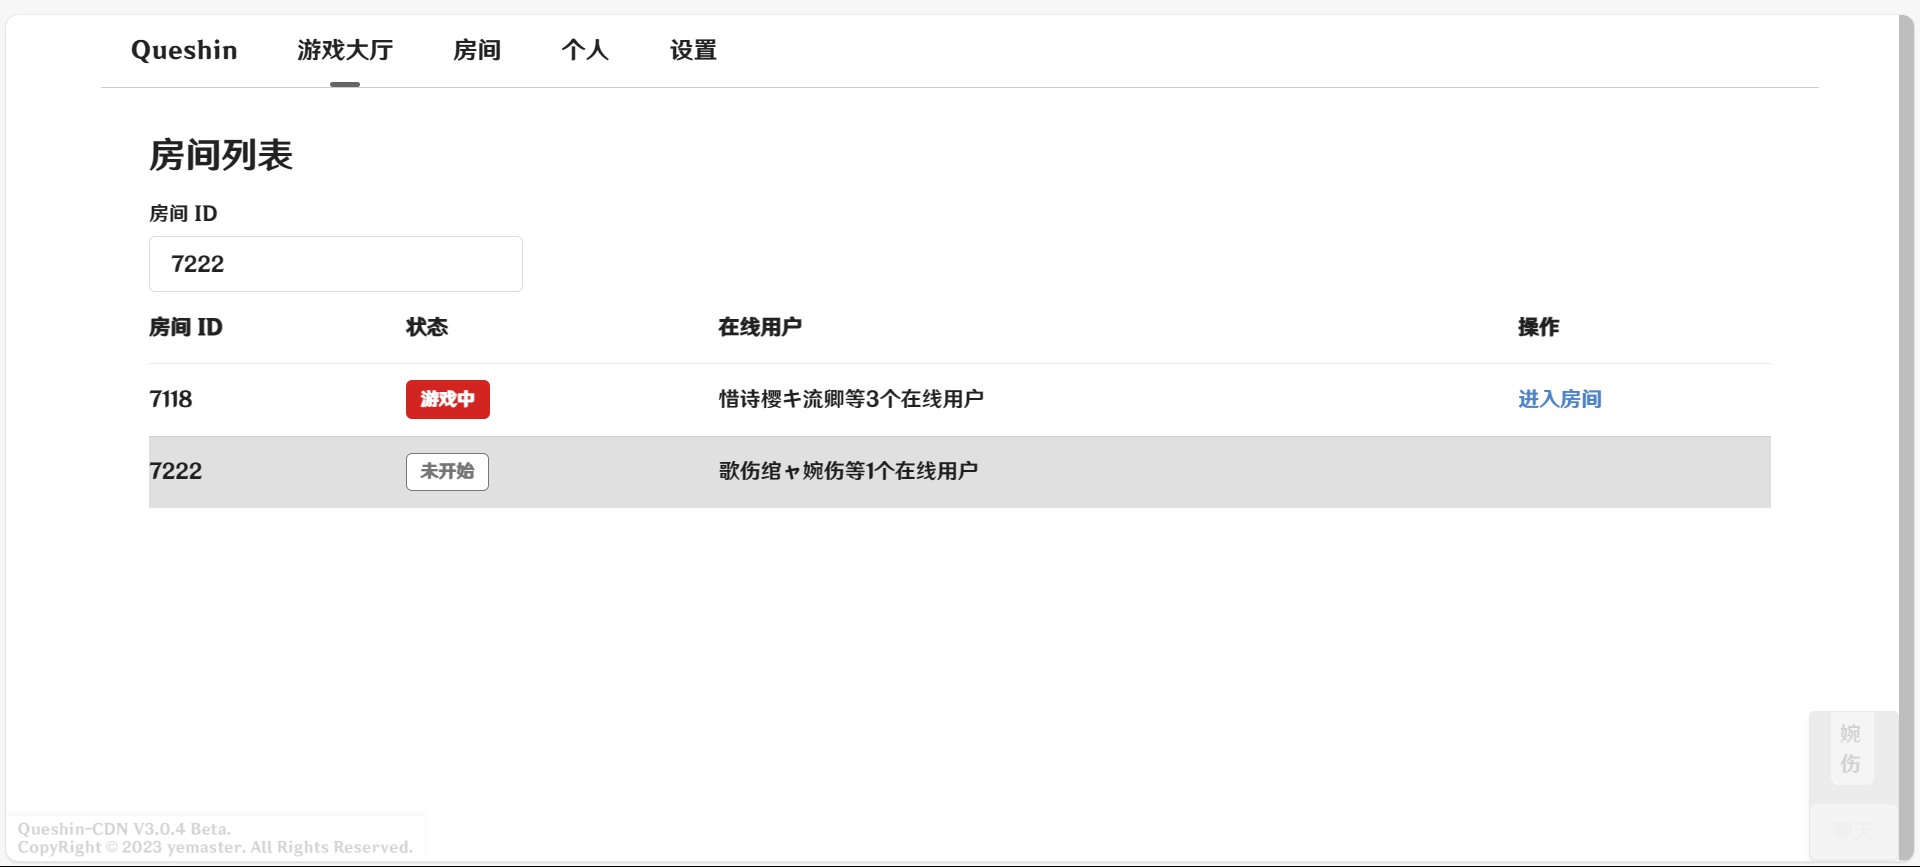 Queshin 游戏大厅 房间 个人 设置
房间列表
房间 ID
7222
房间 ID 状态 在线用户 操作
7118 游戏中 惜诗樱キ流卿等3个在线用户 进入房间
7222 未开始 歌伤绾ャ婉伤等1个在线用户
婉
伤
聊天
Queshin-CDN V3.0.4 Beta.
CopyRight © 2023 yemaster. All Rights Reserved.